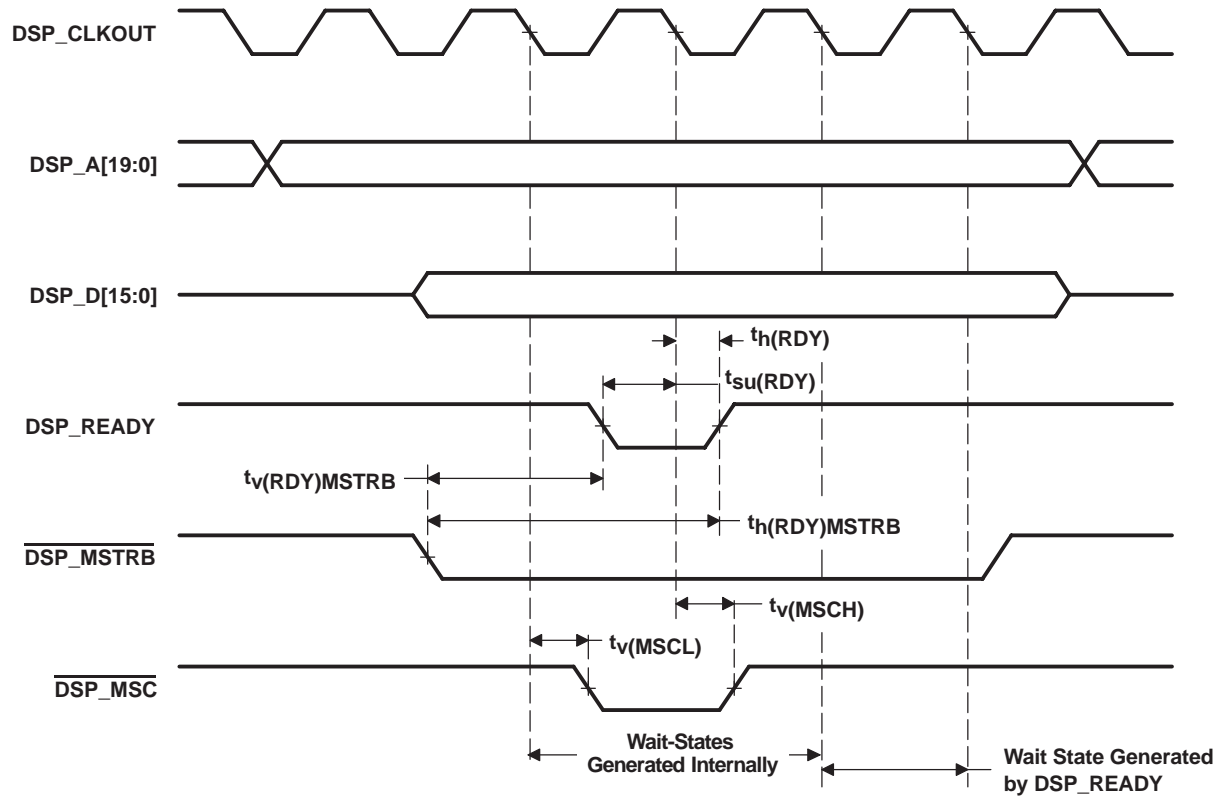 DSP_CLKOUT
DSP_A[19:0]
DSP_D[15:0]
th(RDY)
tsu(RDY)
DSP_READY
tv(RDY)MSTRB
th(RDY)MSTRB
DSP_MSTRB
tv(MSCH)
tv(MSCL)
DSP_MSC
Wait-States
Generated Internally
Wait State Generated
by DSP_READY